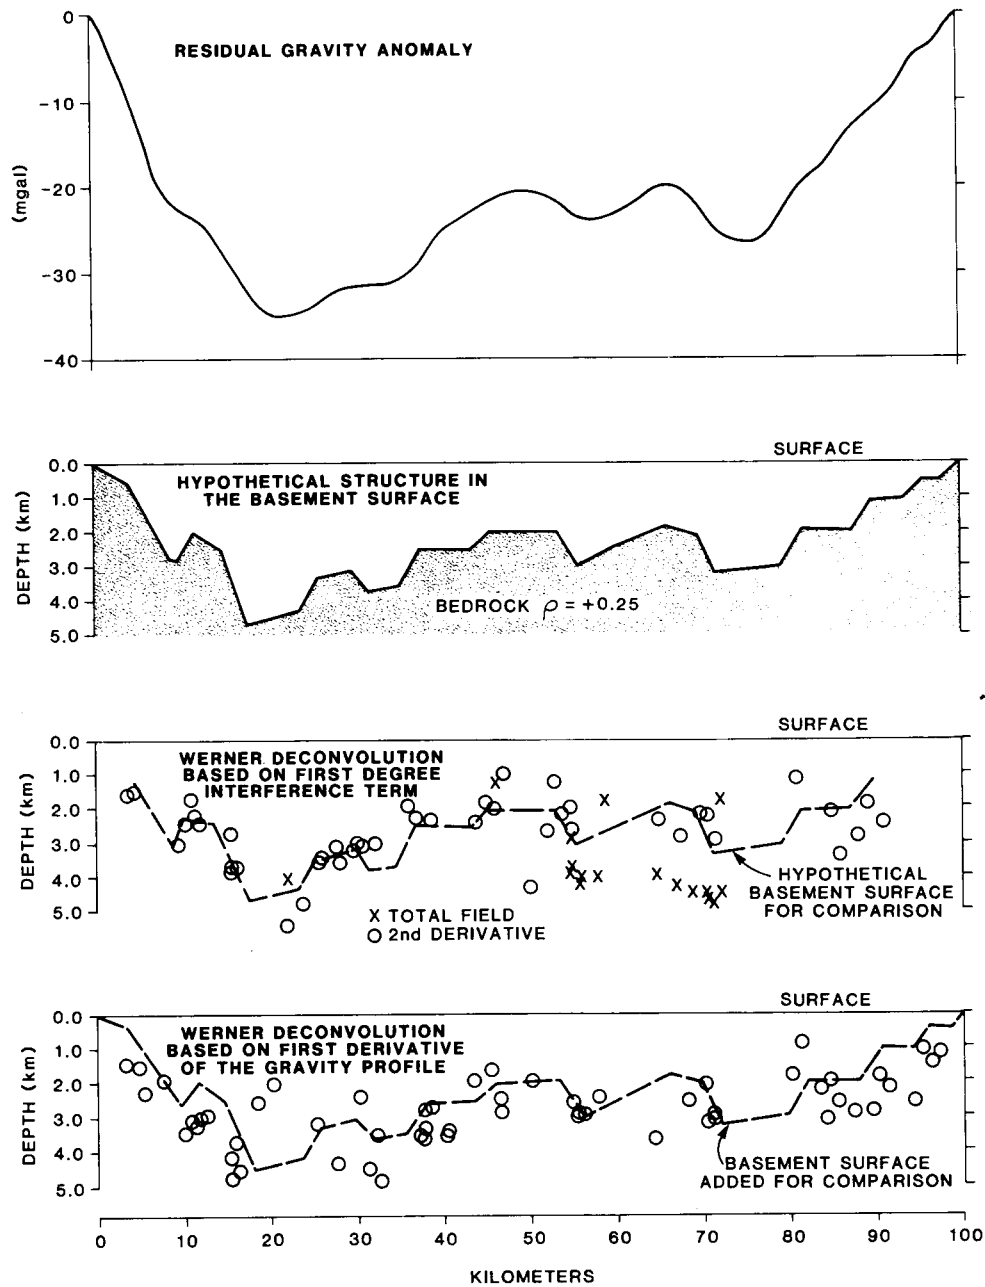 0
RESIDUAL GRAVITY ANOMALY
-10
(mgal)
-20
-30
-40
SURFACE
0.0
HYPOTHETICAL STRUCTURE IN
THE BASEMENT SURFACE
1.0
DEPTH (km)
2.0
3.0
4.0
BEDROCK ρ = +0.25
5.0
SURFACE
0.0
WERNER DECONVOLUTION
BASED ON FIRST DEGREE
INTERFERENCE TERM
1.0
DEPTH (km)
2.0
3.0
4.0
HYPOTHETICAL
BASEMENT SURFACE
FOR COMPARISON
5.0
X TOTAL FIELD
O 2nd DERIVATIVE
SURFACE
0.0
WERNER DECONVOLUTION
BASED ON FIRST DERIVATIVE
OF THE GRAVITY PROFILE
1.0
DEPTH (km)
2.0
3.0
4.0
5.0
BASEMENT SURFACE
ADDED FOR COMPARISON
0 10 20 30 40 50 60 70 80 90 100
KILOMETERS